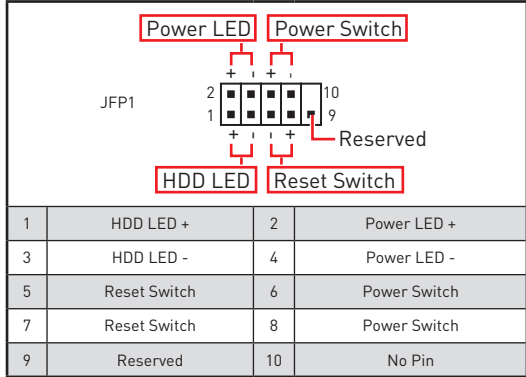 Power LED Power Switch
+ - + -
JFP1
2 10
1 9
+ - - +
Reserved
HDD LED Reset Switch
1 HDD LED + 2 Power LED +
3 HDD LED - 4 Power LED -
5 Reset Switch 6 Power Switch
7 Reset Switch 8 Power Switch
9 Reserved 10 No Pin